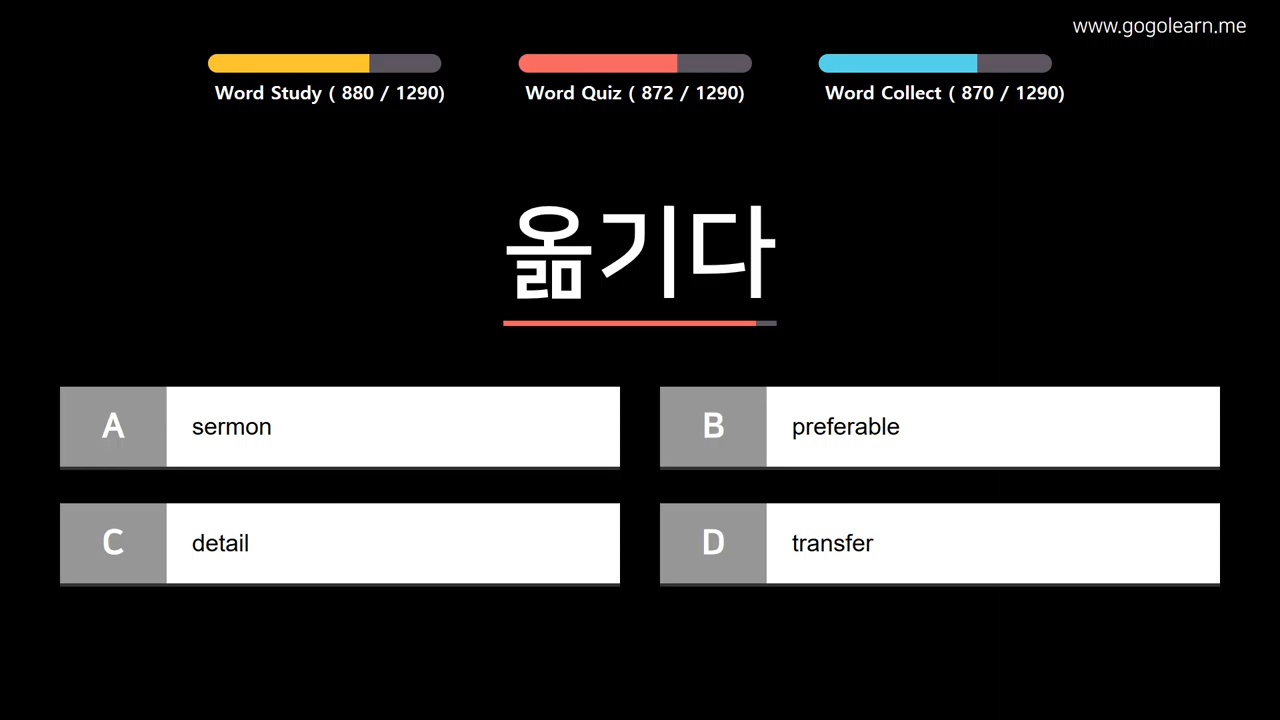 www.gogolearn.me
Word Study ( 880 / 1290)
Word Quiz ( 872 / 1290)
Word Collect ( 870 / 1290)
옮기다
A sermon
B preferable
C detail
D transfer